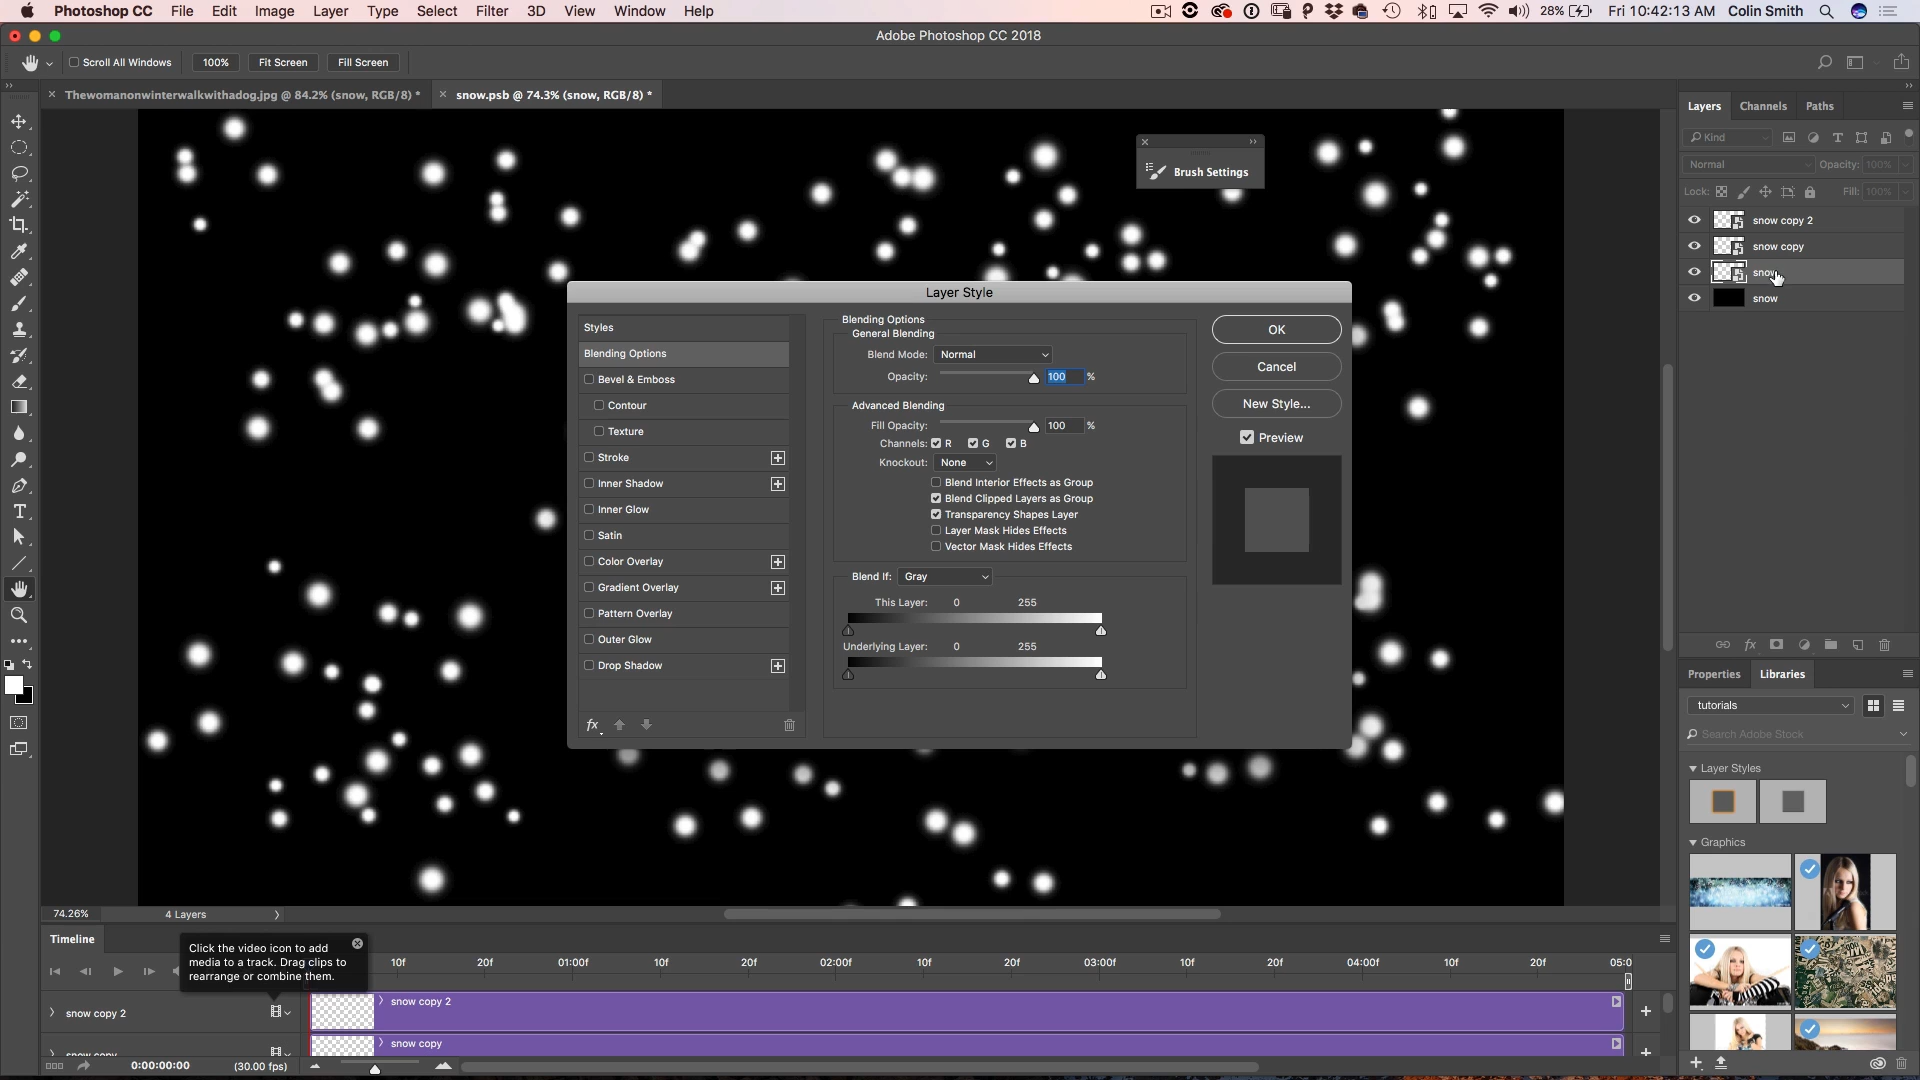 Photoshop CC File Edit Image Layer Type Select Filter 3D View Window Help 28% Fri 10:42:13 AM Colin Smith
Adobe Photoshop CC 2018
Scroll All Windows 100% Fit Screen Fill Screen
Thewomanonwinterwalkwithadog.jpg @ 84.2% (snow, RGB/8) *
snow.psb @ 74.3% (snow, RGB/8) *
Brush Settings
Layers Channels Paths
Kind
Normal Opacity: 100%
Lock: Fill: 100%
snow copy 2
snow copy
snow
snow
Layer Style
Styles
Blending Options
Bevel & Emboss
Contour
Texture
Stroke
Inner Shadow
Inner Glow
Satin
Color Overlay
Gradient Overlay
Pattern Overlay
Outer Glow
Drop Shadow
fx
Blending Options
General Blending
Blend Mode: Normal
Opacity: 100 %
Advanced Blending
Fill Opacity: 100 %
Channels: R G B
Knockout: None
Blend Interior Effects as Group
Blend Clipped Layers as Group
Transparency Shapes Layer
Layer Mask Hides Effects
Vector Mask Hides Effects
Blend If: Gray
This Layer: 0 255
Underlying Layer: 0 255
OK
Cancel
New Style...
Preview
fx
Properties Libraries
tutorials
Search Adobe Stock
Layer Styles
Graphics
74.26% 4 Layers
Timeline
Click the video icon to add
media to a track. Drag clips to
rearrange or combine them.
10f 20f 01:00f 10f 20f 02:00f 10f 20f 03:00f 10f 20f 04:00f 10f 20f 05:0
snow copy 2
snow copy 2
snow copy
snow copy
0:00:00:00 (30.00 fps)